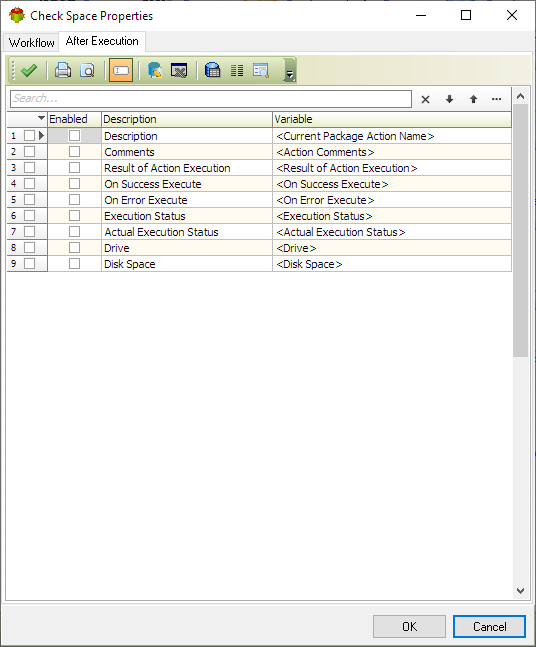 Check Space Properties
Workflow After Execution
Search...
Enabled Description Variable
1 Description <Current Package Action Name>
2 Comments <Action Comments>
3 Result of Action Execution <Result of Action Execution>
4 On Success Execute <On Success Execute>
5 On Error Execute <On Error Execute>
6 Execution Status <Execution Status>
7 Actual Execution Status <Actual Execution Status>
8 Drive <Drive>
9 Disk Space <Disk Space>
OK Cancel